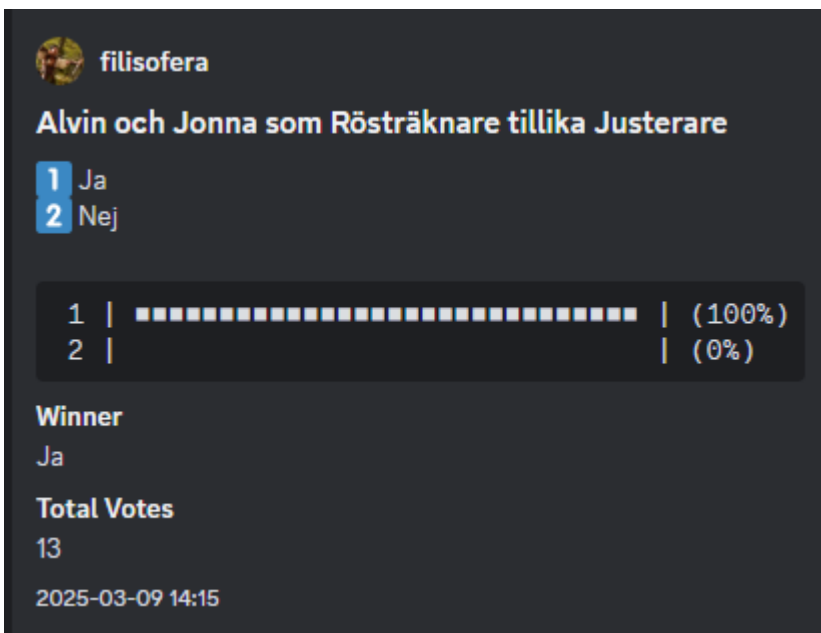 filisofera
Alvin och Jonna som Rösträknare tillika Justerare
1 Ja
2 Nej
1 | ■■■■■■■■■■■■■■■■■■■■■■■■■■■■■■ | (100%)
2 | | (0%)
Winner
Ja
Total Votes
13
2025-03-09 14:15